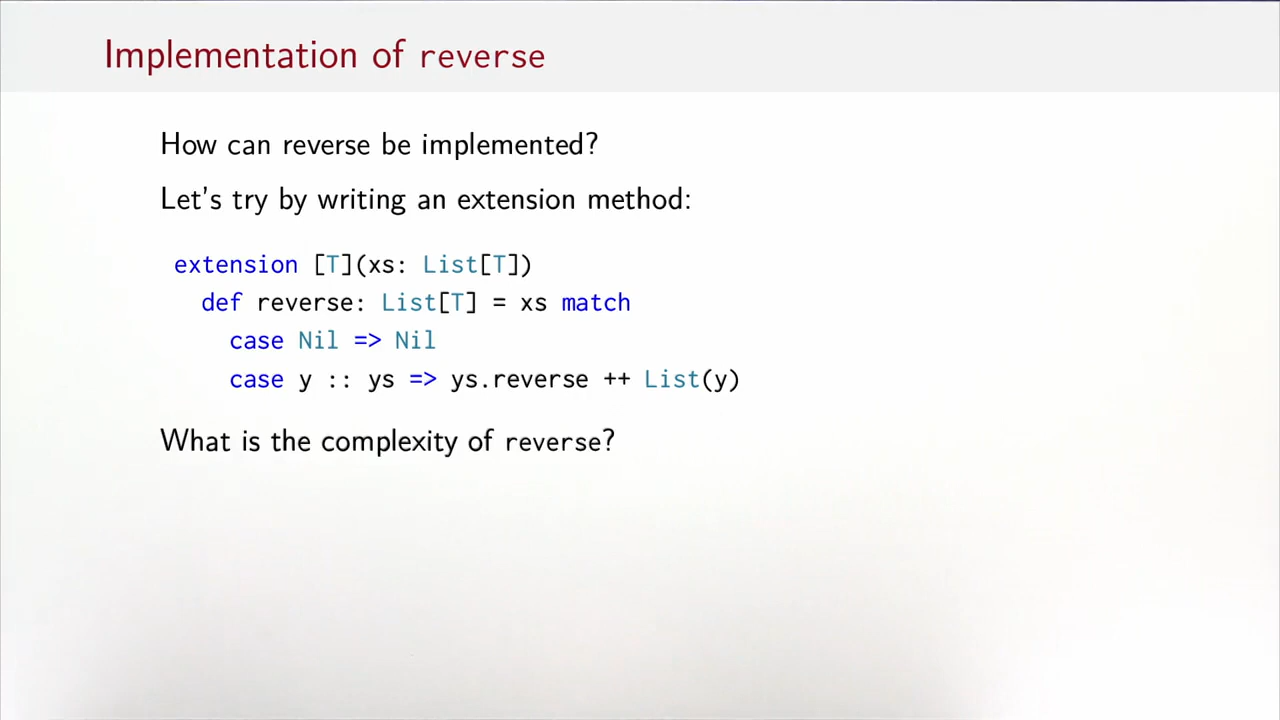 Implementation of reverse
How can reverse be implemented?
Let's try by writing an extension method:
extension [T](xs: List[T])
def reverse: List[T] = xs match
case Nil => Nil
case y :: ys => ys.reverse ++ List(y)
What is the complexity of reverse?